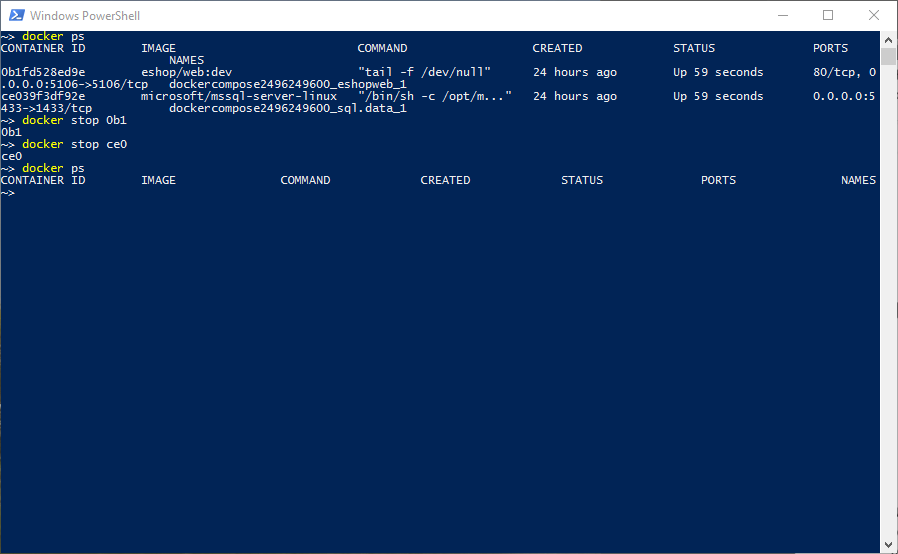 Windows PowerShell
~> docker ps
CONTAINER ID        IMAGE                          COMMAND                  CREATED             STATUS              PORTS
                        NAMES
0b1fd528ed9e        eshop/web:dev                  "tail -f /dev/null"      24 hours ago        Up 59 seconds       80/tcp, 0
.0.0.0:5106->5106/tcp   dockercompose2496249600_eshopweb_1
ce039f3df92e        microsoft/mssql-server-linux   "/bin/sh -c /opt/m..."   24 hours ago        Up 59 seconds       0.0.0.0:5
433->1433/tcp           dockercompose2496249600_sql.data_1
~> docker stop 0b1
0b1
~> docker stop ce0
ce0
~> docker ps
CONTAINER ID        IMAGE               COMMAND             CREATED             STATUS              PORTS               NAMES
~>